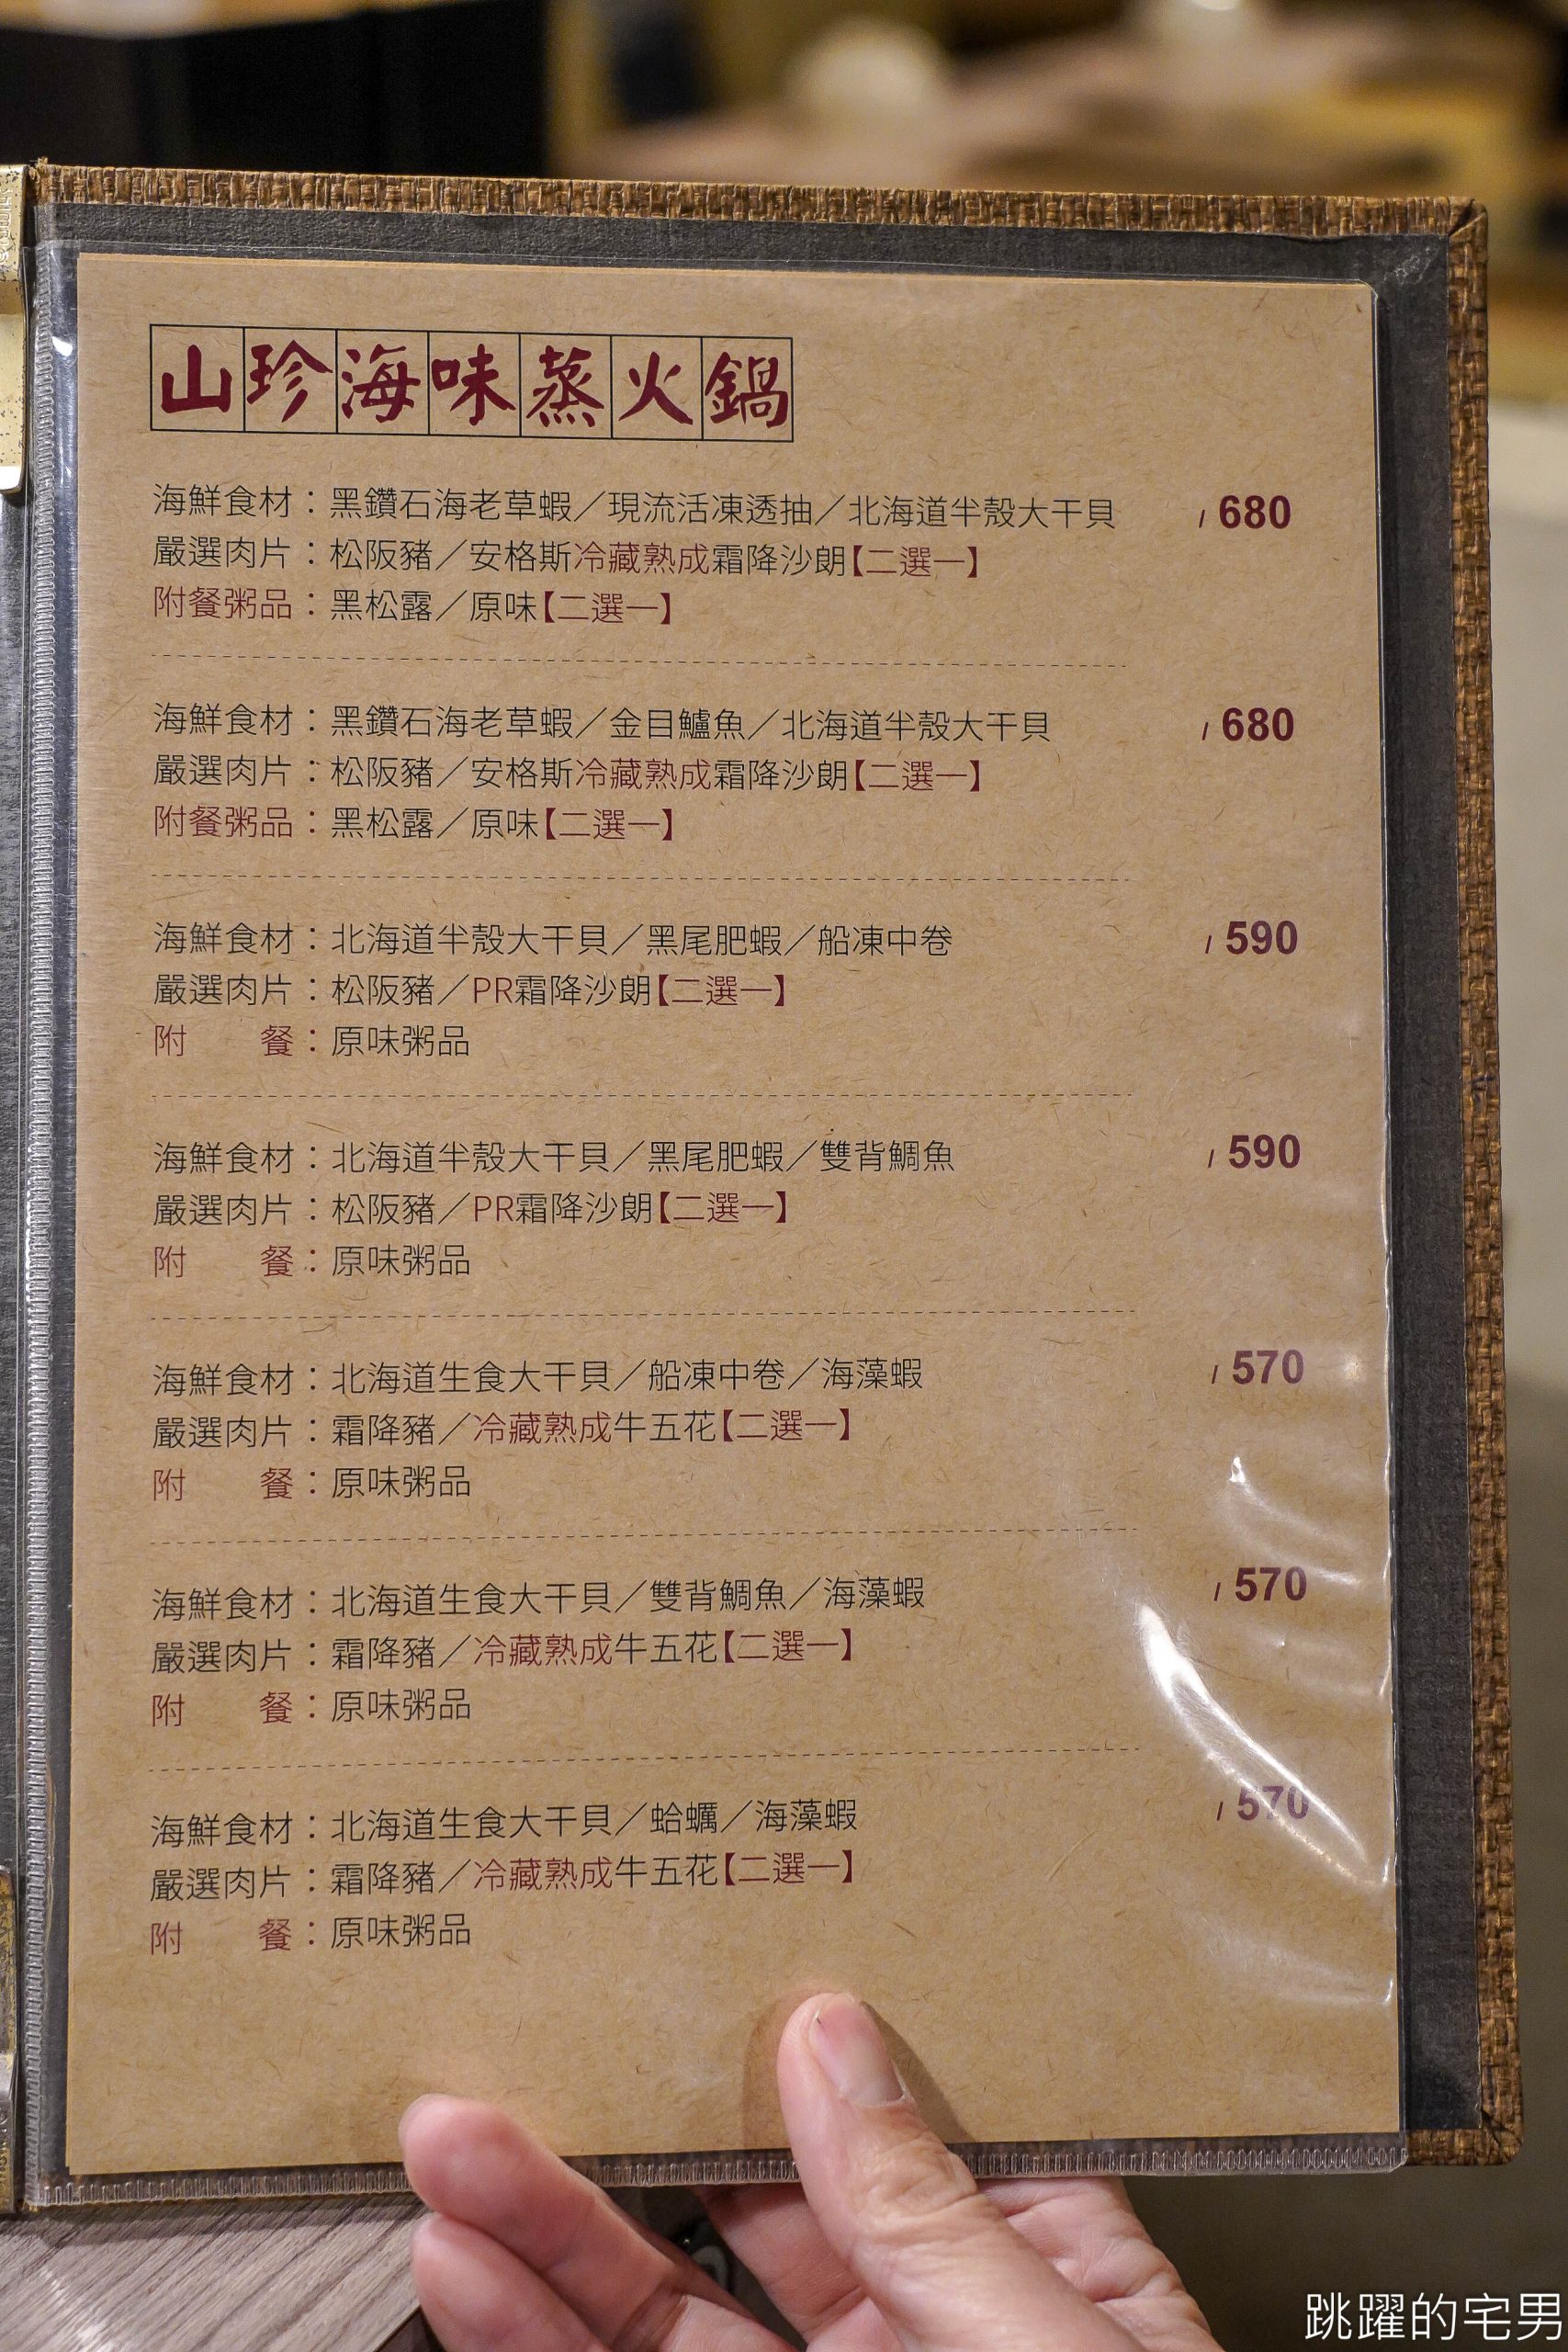 山珍海味蒸火鍋
海鮮食材：黑鑽石海老草蝦／現流活凍透抽／北海道半殼大干貝 / 680
嚴選肉片：松阪豬／安格斯冷藏熟成霜降沙朗【二選一】
附餐粥品：黑松露／原味【二選一】
海鮮食材：黑鑽石海老草蝦／金目鱸魚／北海道半殼大干貝 / 680
嚴選肉片：松阪豬／安格斯冷藏熟成霜降沙朗【二選一】
附餐粥品：黑松露／原味【二選一】
海鮮食材：北海道半殼大干貝／黑尾肥蝦／船凍中卷 / 590
嚴選肉片：松阪豬／PR霜降沙朗【二選一】
附　　餐：原味粥品
海鮮食材：北海道半殼大干貝／黑尾肥蝦／雙背鯛魚 / 590
嚴選肉片：松阪豬／PR霜降沙朗【二選一】
附　　餐：原味粥品
海鮮食材：北海道生食大干貝／船凍中卷／海藻蝦 / 570
嚴選肉片：霜降豬／冷藏熟成牛五花【二選一】
附　　餐：原味粥品
海鮮食材：北海道生食大干貝／雙背鯛魚／海藻蝦 / 570
嚴選肉片：霜降豬／冷藏熟成牛五花【二選一】
附　　餐：原味粥品
海鮮食材：北海道生食大干貝／蛤蠣／海藻蝦 / 570
嚴選肉片：霜降豬／冷藏熟成牛五花【二選一】
附　　餐：原味粥品
跳躍的宅男